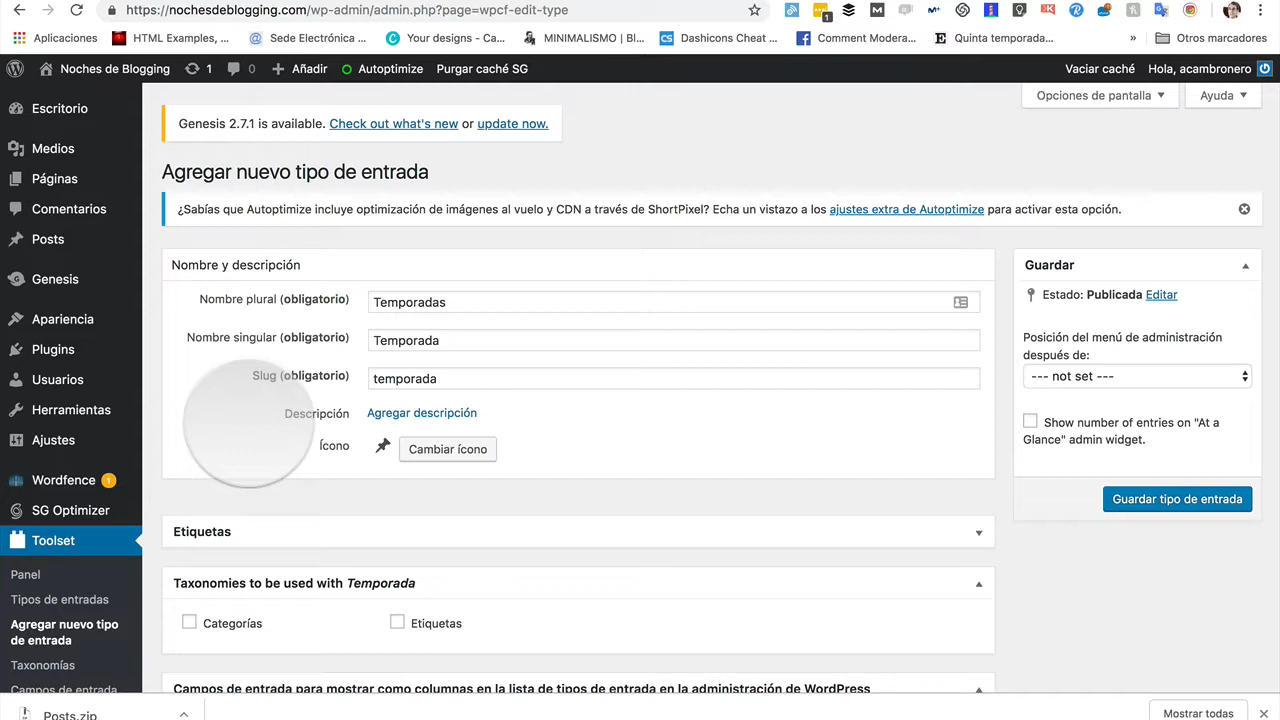 https://nochesdeblogging.com/wp-admin/admin.php?page=wpcf-edit-type
1
Aplicaciones
HTML Examples, ...
Sede Electrónica ...
Your designs - Ca...
MINIMALISMO | Bl...
Dashicons Cheat ...
Comment Modera...
Quinta temporada...
»
Otros marcadores
Noches de Blogging
1
0
Añadir
Autoptimize
Purgar caché SG
Vaciar caché
Hola, acambronero
Opciones de pantalla
Ayuda
Escritorio
Medios
Páginas
Comentarios
Posts
Genesis
Apariencia
Plugins
Usuarios
Herramientas
Ajustes
Wordfence 1
SG Optimizer
Toolset
Panel
Tipos de entradas
Agregar nuevo tipo
de entrada
Taxonomías
Campos de entrada
Genesis 2.7.1 is available. Check out what's new or update now.
Agregar nuevo tipo de entrada
¿Sabías que Autoptimize incluye optimización de imágenes al vuelo y CDN a través de ShortPixel? Echa un vistazo a los ajustes extra de Autoptimize para activar esta opción.
Nombre y descripción
Nombre plural (obligatorio)
Temporadas
Nombre singular (obligatorio)
Temporada
Slug (obligatorio)
temporada
Descripción
Agregar descripción
Ícono
Cambiar ícono
Etiquetas
Taxonomies to be used with Temporada
Categorías
Etiquetas
Campos de entrada para mostrar como columnas en la lista de tipos de entrada en la administración de WordPress
Guardar
Estado: Publicada Editar
Posición del menú de administración
después de:
--- not set ---
Show number of entries on "At a
Glance" admin widget.
Guardar tipo de entrada
Posts.zip
Mostrar todas